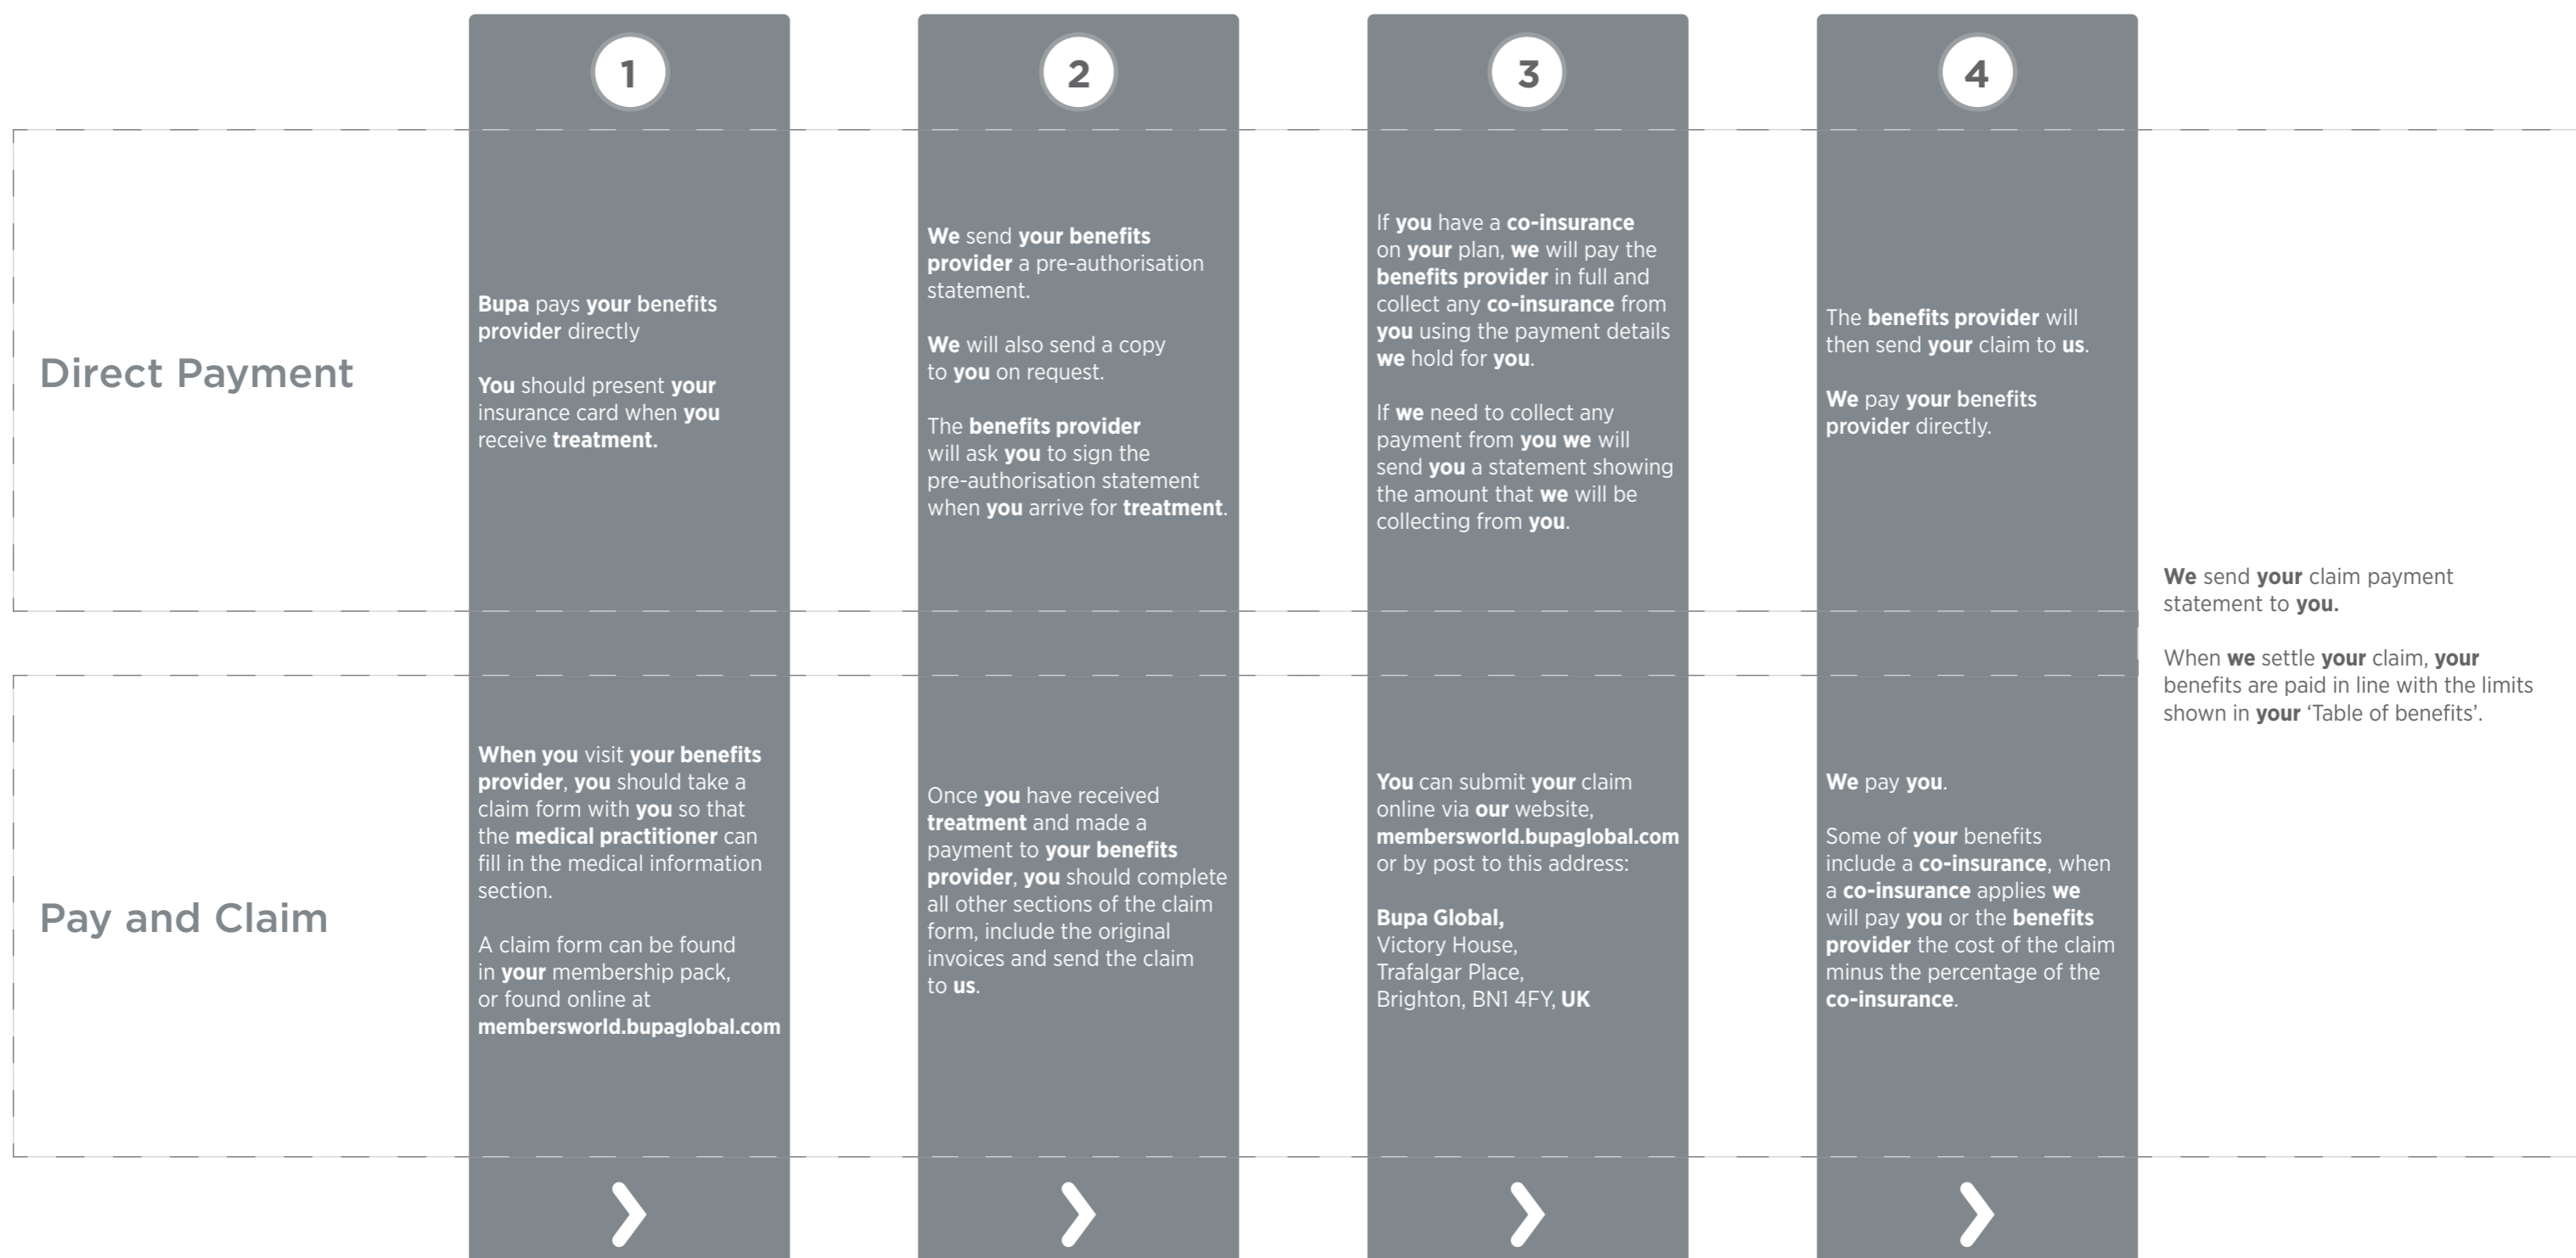 1
2
3
4
Direct Payment
Bupa pays your benefits
provider directly
You should present your
insurance card when you
receive treatment.
We send your benefits
provider a pre-authorisation
statement.
We will also send a copy
to you on request.
The benefits provider
will ask you to sign the
pre-authorisation statement
when you arrive for treatment.
If you have a co-insurance
on your plan, we will pay the
benefits provider in full and
collect any co-insurance from
you using the payment details
we hold for you.
If we need to collect any
payment from you we will
send you a statement showing
the amount that we will be
collecting from you.
The benefits provider will
then send your claim to us.
We pay your benefits
provider directly.
Pay and Claim
When you visit your benefits
provider, you should take a
claim form with you so that
the medical practitioner can
fill in the medical information
section.
A claim form can be found
in your membership pack,
or found online at
membersworld.bupaglobal.com
Once you have received
treatment and made a
payment to your benefits
provider, you should complete
all other sections of the claim
form, include the original
invoices and send the claim
to us.
You can submit your claim
online via our website,
membersworld.bupaglobal.com
or by post to this address:
Bupa Global,
Victory House,
Trafalgar Place,
Brighton, BN1 4FY, UK
We pay you.
Some of your benefits
include a co-insurance, when
a co-insurance applies we
will pay you or the benefits
provider the cost of the claim
minus the percentage of the
co-insurance.
We send your claim payment
statement to you.
When we settle your claim, your
benefits are paid in line with the limits
shown in your ‘Table of benefits’.